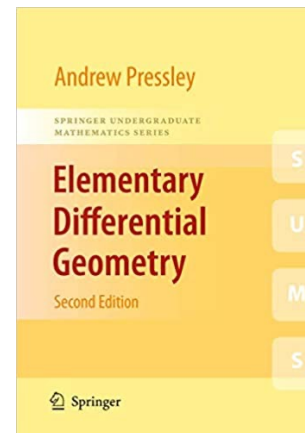 Andrew Pressley
SPRINGER UNDERGRADUATE
MATHEMATICS SERIES
Elementary
Differential
Geometry
Second Edition
S
U
M
S
Springer